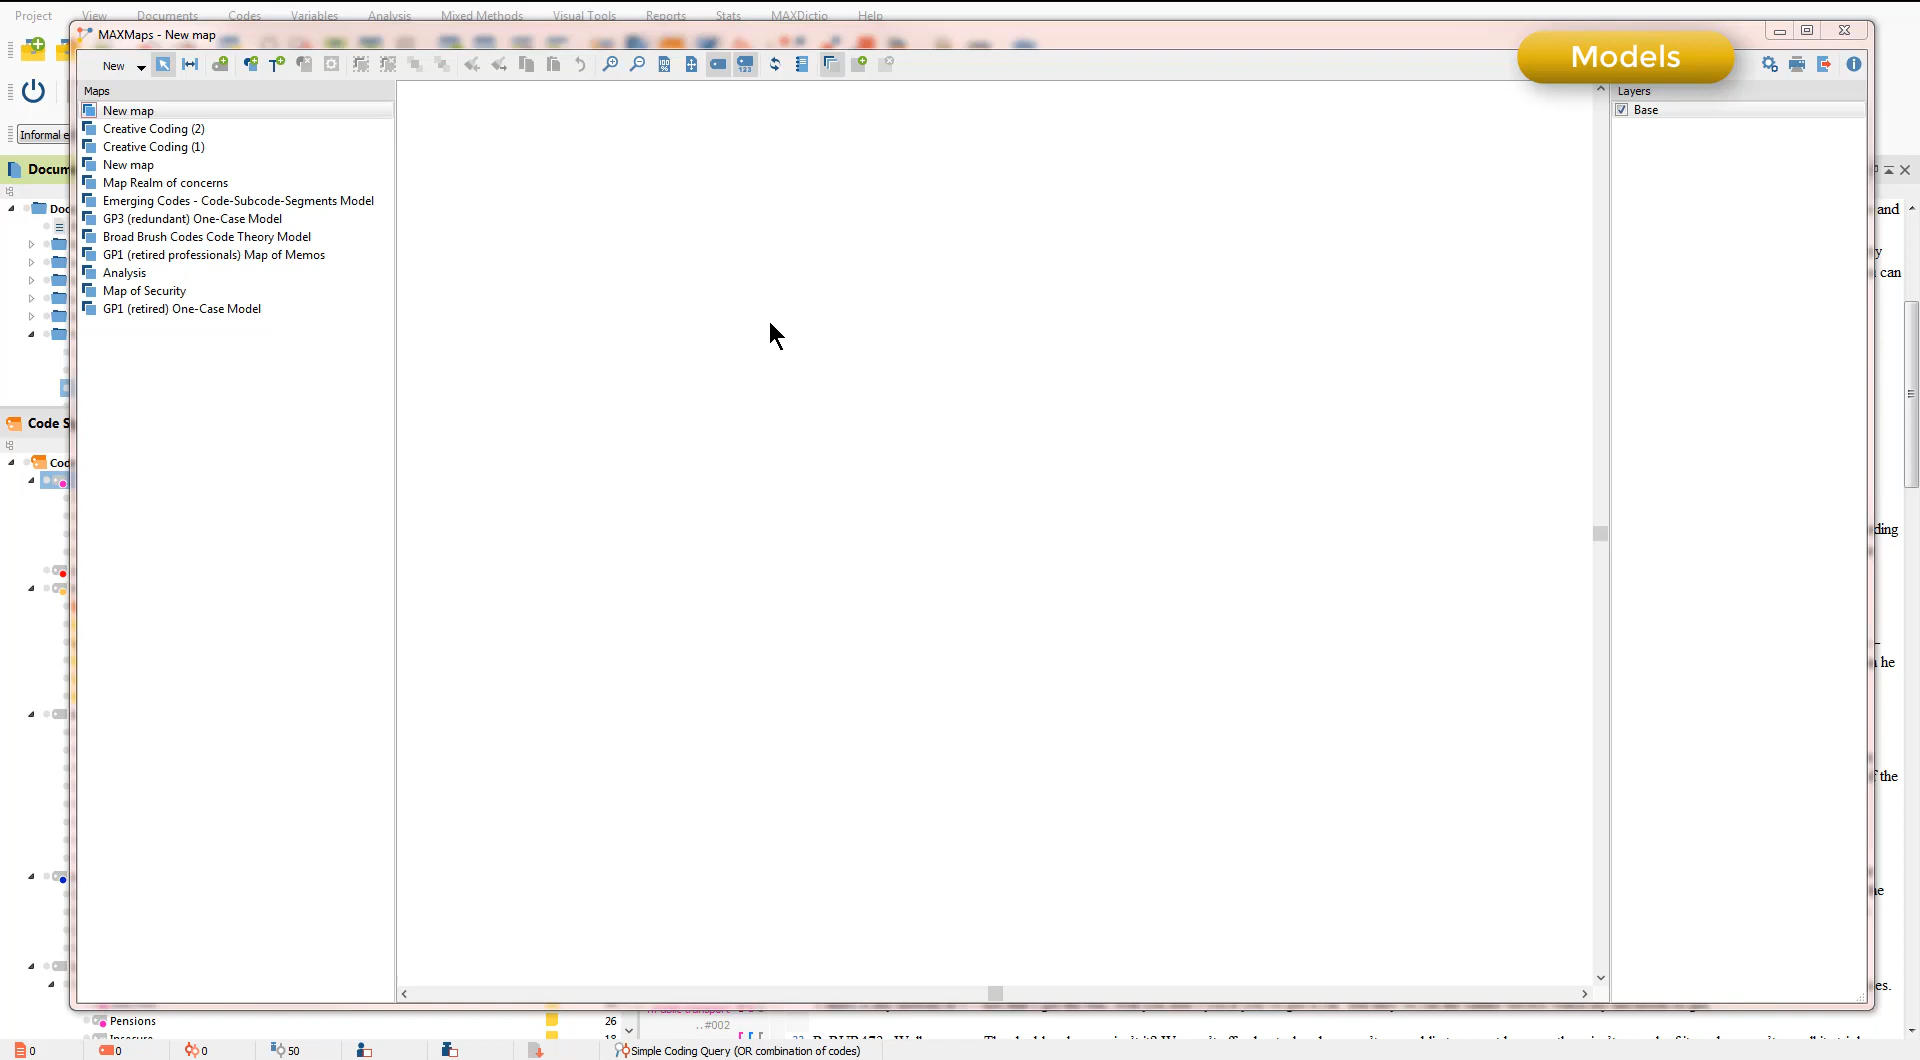 Project View Documents Codes Variables Analysis Mixed Methods Visual Tools Reports Stats MAXDictio Help
MAXMaps - New map
Models
New
Maps
Layers
New map
Base
Creative Coding (2)
Creative Coding (1)
New map
Map Realm of concerns
Emerging Codes - Code-Subcode-Segments Model
GP3 (redundant) One-Case Model
Broad Brush Codes Code Theory Model
GP1 (retired professionals) Map of Memos
Analysis
Map of Security
GP1 (retired) One-Case Model
Informal e
Docum
Doc
Code S
Cod
and
y
can
ding
he
f the
es.
Pensions 26
..#002
0 0 0 50 Simple Coding Query (OR combination of codes)